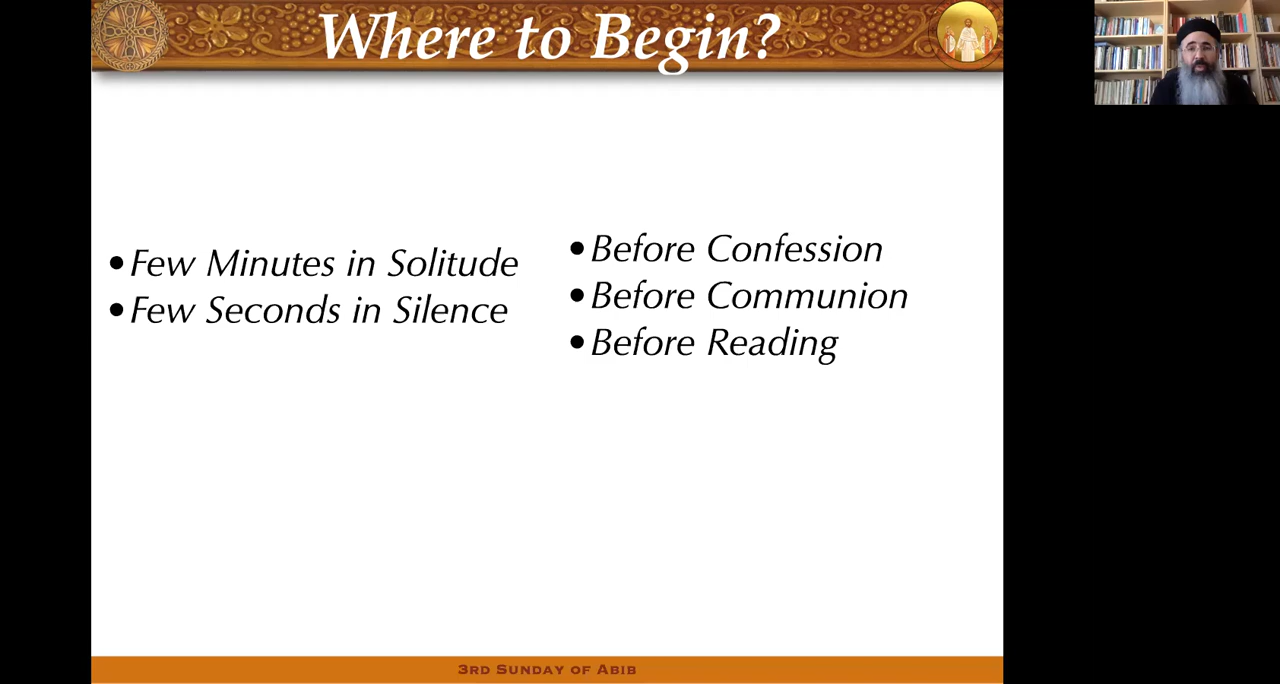 Where to Begin?
•Few Minutes in Solitude
•Few Seconds in Silence
•Before Confession
•Before Communion
•Before Reading
3rd Sunday of Abib